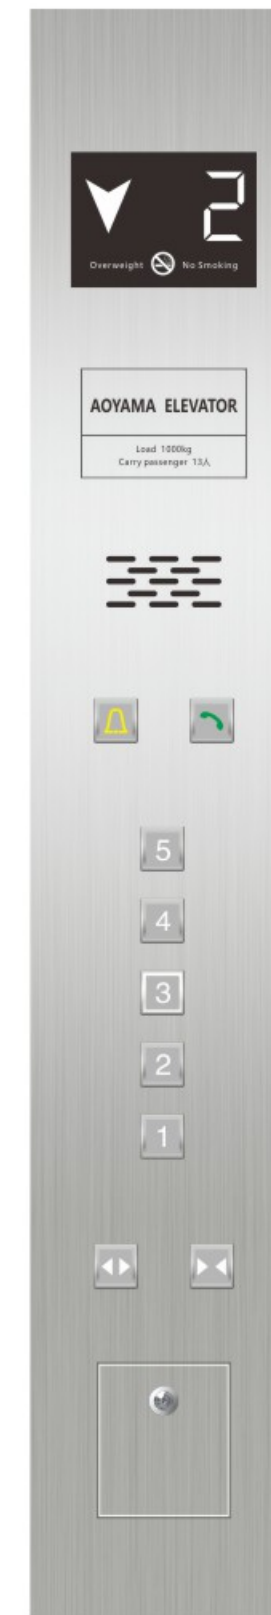 2
Overweight No Smoking
AOYAMA ELEVATOR
Load 1000kg
Carry passenger 13人
5
4
3
2
1